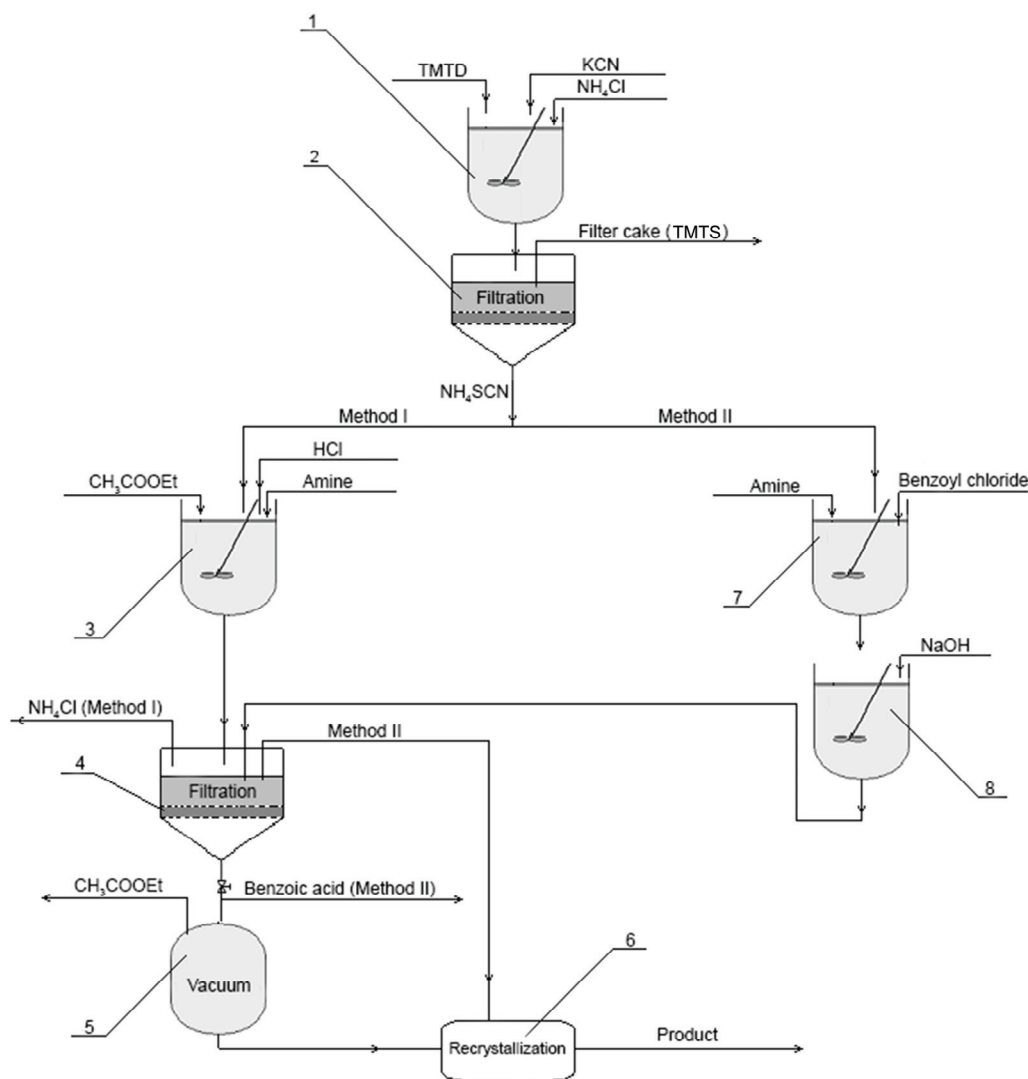 1
TMTD
KCN
NH₄Cl
2
Filter cake (TMTS)
Filtration
NH₄SCN
Method I
Method II
HCl
CH₃COOEt
Amine
Amine
Benzoyl chloride
3
7
NaOH
NH₄Cl (Method I)
Method II
4
Filtration
8
CH₃COOEt
Benzoic acid (Method II)
6
Vacuum
5
Recrystallization
Product